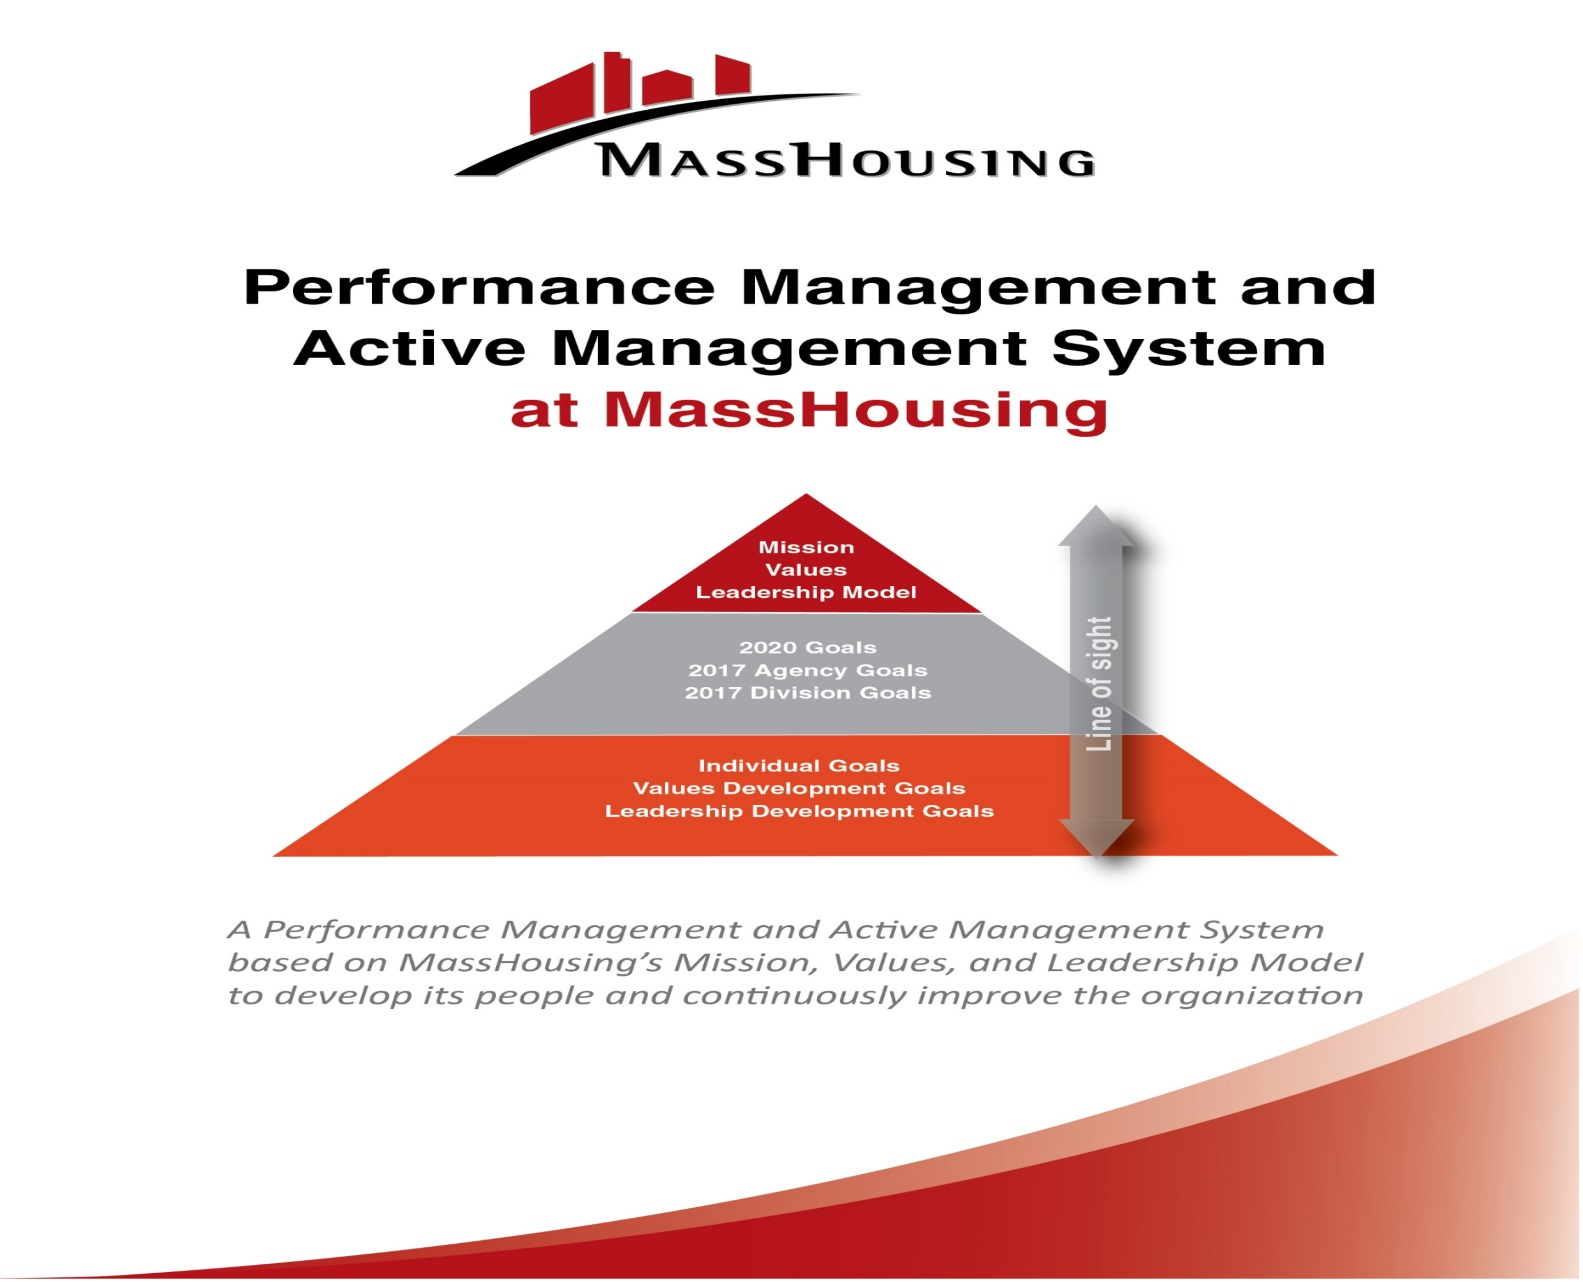 MASSHOUSING
Performance Management and
Active Management System
at MassHousing
Mission
Values
Leadership Model
2020 Goals
2017 Agency Goals
2017 Division Goals
Individual Goals
Values Development Goals
Leadership Development Goals
Line of sight
A Performance Management and Active Management System
based on MassHousing’s Mission, Values, and Leadership Model
to develop its people and continuously improve the organization